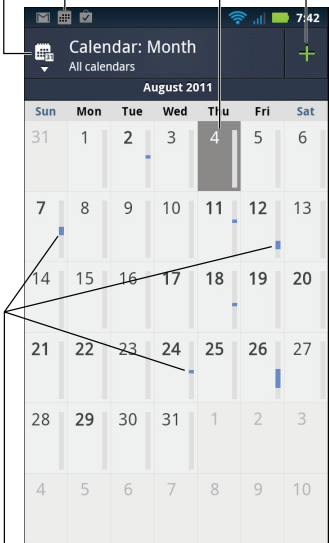 7:42
Calendar: Month
All calendars
August 2011
Sun Mon Tue Wed Thu Fri Sat
31 1 2 3 4 5 6
7 8 9 10 11 12 13
14 15 16 17 18 19 20
21 22 23 24 25 26 27
28 29 30 31 1 2 3
4 5 6 7 8 9 10